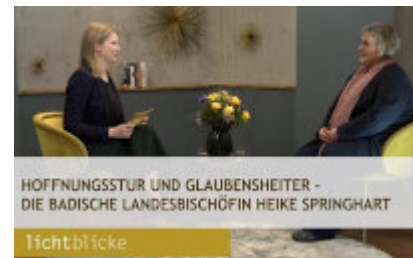 HOFFNUNGSSTUR UND GLAUBENSHEITER -
DIE BADISCHE LANDESBISCHÖFIN HEIKE SPRINGHART
lichtblicke